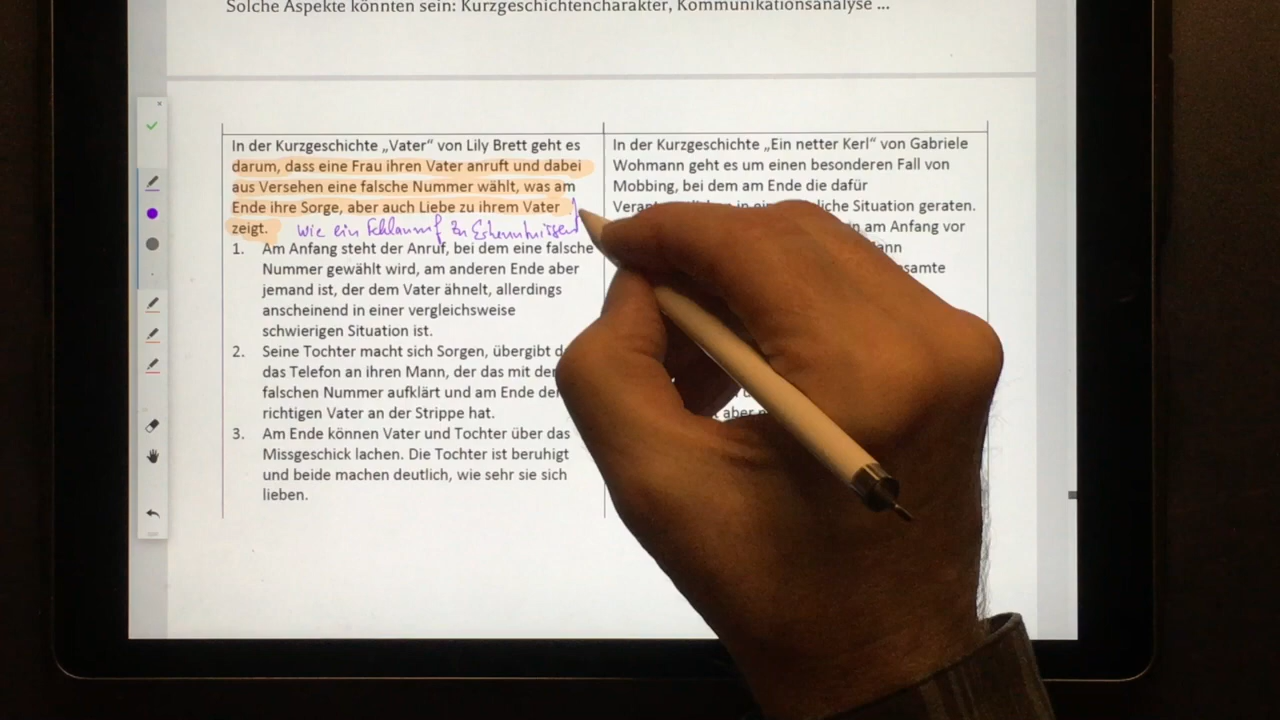 Solche Aspekte könnten sein: Kurzgeschichtencharakter, Kommunikationsanalyse ...
In der Kurzgeschichte „Vater“ von Lily Brett geht es
darum, dass eine Frau ihren Vater anruft und dabei
aus Versehen eine falsche Nummer wählt, was am
Ende ihre Sorge, aber auch Liebe zu ihrem Vater
zeigt. wie ein zu
1. Am Anfang steht der Anruf, bei dem eine falsche
Nummer gewählt wird, am anderen Ende aber
jemand ist, der dem Vater ähnelt, allerdings
anscheinend in einer vergleichsweise
schwierigen Situation ist.
2. Seine Tochter macht sich Sorgen, übergibt
das Telefon an ihren Mann, der das mit der
falschen Nummer aufklärt und am Ende
richtigen Vater an der Strippe hat.
3. Am Ende können Vater und Tochter über das
Missgeschick lachen. Die Tochter ist beruhigt
und beide machen deutlich, wie sehr sie sich
lieben.
In der Kurzgeschichte „Ein netter Kerl“ von Gabriele
Wohmann geht es um einen besonderen Fall von
Mobbing, bei dem am Ende die dafür
in Situation geraten.
am Anfang vor
aber